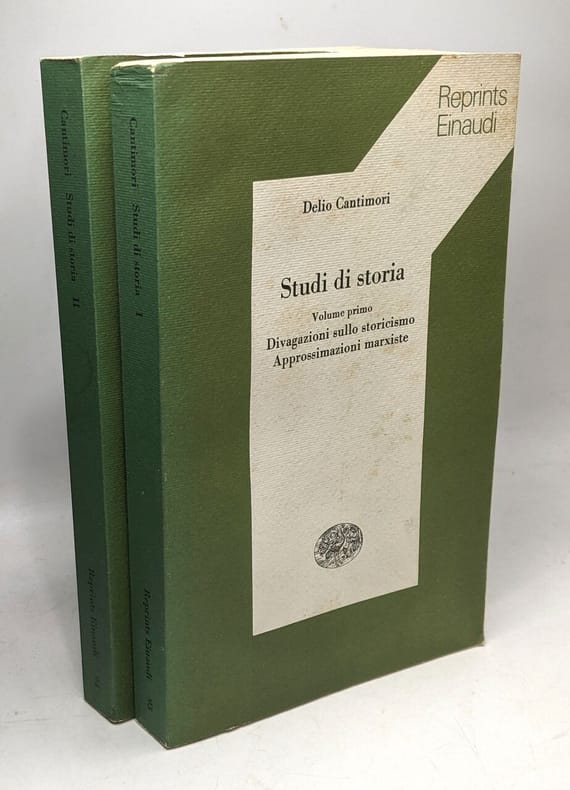 Reprints
Einaudi
Delio Cantimori
Studi di storia
Volume primo
Divagazioni sullo storicismo
Approssimazioni marxiste
Cantimori Studi di storia I
Reprints Einaudi
Cantimori Studi di storia II
Reprints Einaudi